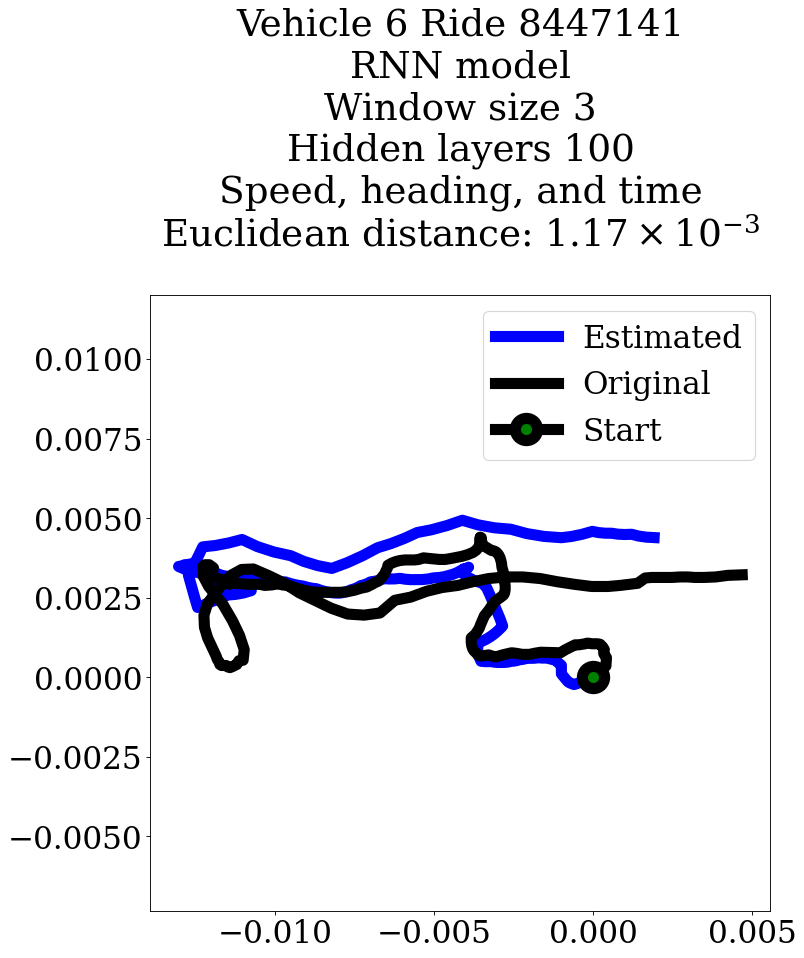 Vehicle 6 Ride 8447141
RNN model
Window size 3
Hidden layers 100
Speed, heading, and time
Euclidean distance: 1.17 × 10⁻³
Estimated
Original
Start
0.0100
0.0075
0.0050
0.0025
0.0000
−0.0025
−0.0050
−0.010 −0.005 0.000 0.005